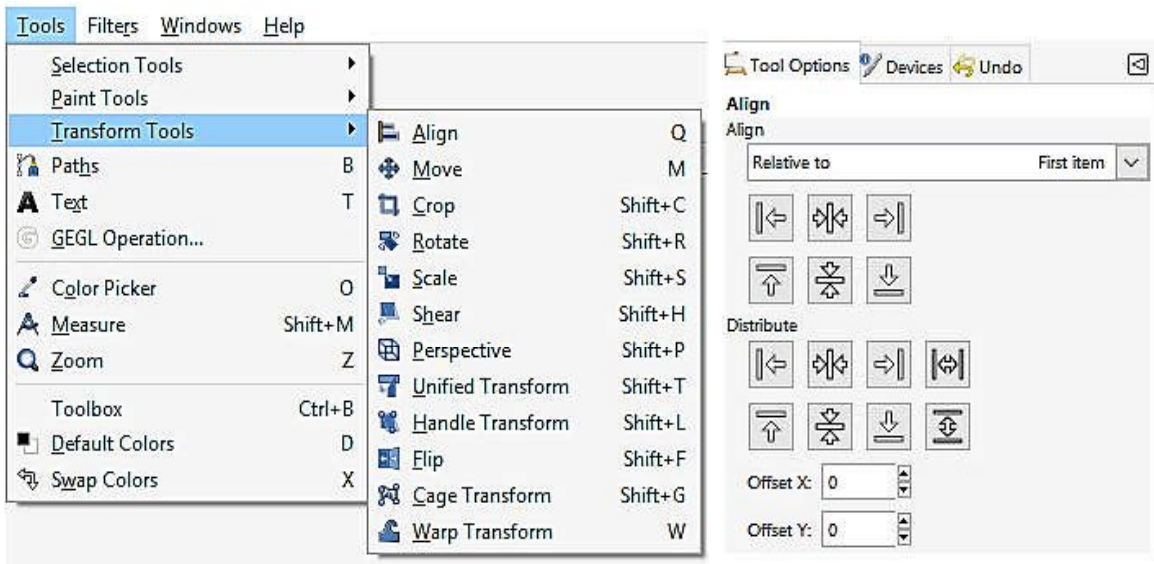 Tools Filters Windows Help
Selection Tools
Paint Tools
Transform Tools
Paths B
Text T
GEGL Operation...
Color Picker O
Measure Shift+M
Zoom Z
Toolbox Ctrl+B
Default Colors D
Swap Colors X
Align Q
Move M
Crop Shift+C
Rotate Shift+R
Scale Shift+S
Shear Shift+H
Perspective Shift+P
Unified Transform Shift+T
Handle Transform Shift+L
Flip Shift+F
Cage Transform Shift+G
Warp Transform W
Tool Options Devices Undo
Align
Align
Relative to First item
Distribute
Offset X: 0
Offset Y: 0